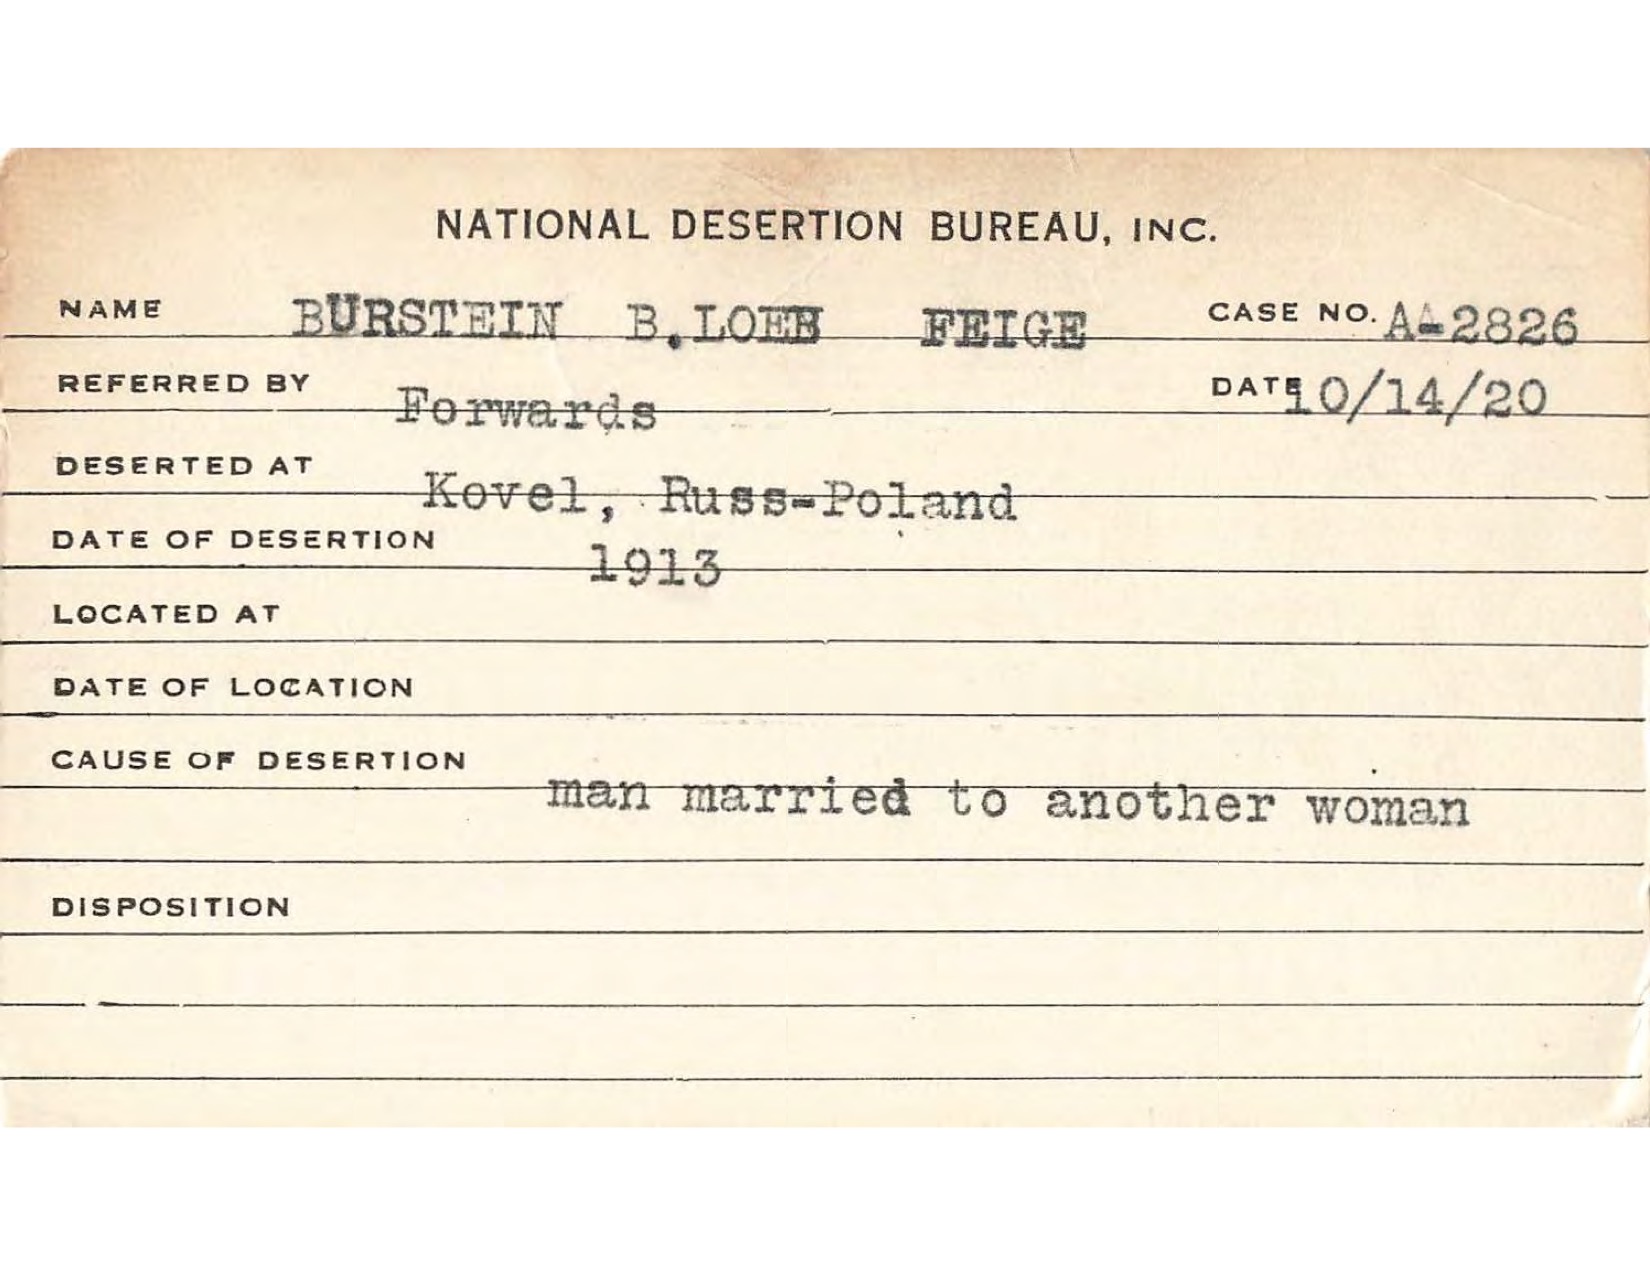 NATIONAL DESERTION BUREAU, INC.
NAME BURSTEIN B.LOEB FEIGE CASE NO. A-2826
REFERRED BY Forwards DATE 10/14/20
DESERTED AT Kovel, Russ-Poland
DATE OF DESERTION 1913
LOCATED AT
DATE OF LOCATION
CAUSE OF DESERTION man married to another woman
DISPOSITION